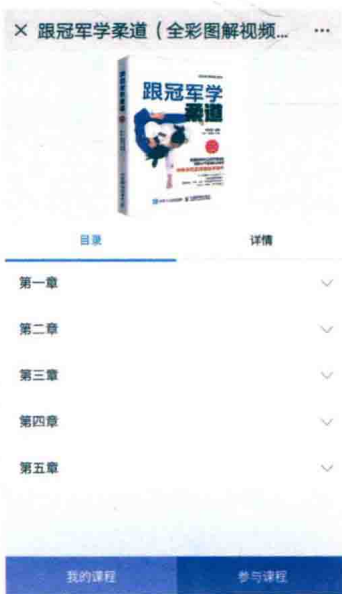 × 跟冠军学柔道（全彩图解视频... ···
跟冠军学
柔道
目录 详情
第一章
第二章
第三章
第四章
第五章
我的课程 参与课程